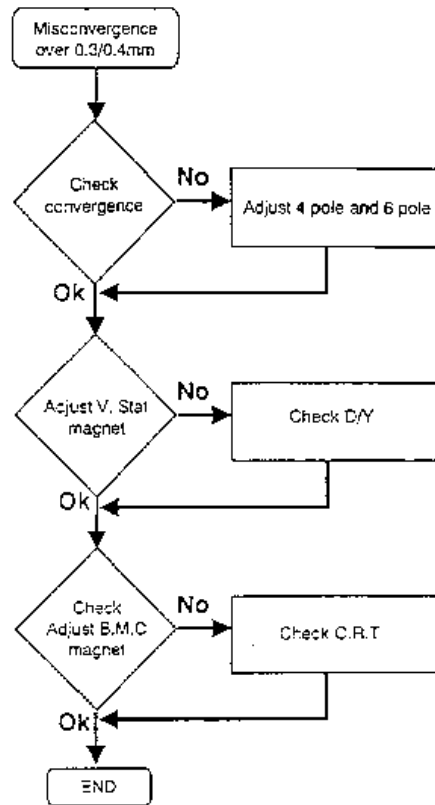 Misconvergence
over 0.3/0.4mm
Check
convergence
No
Adjust 4 pole and 6 pole
Ok
Adjust V. Stat
magnet
No
Check D/Y
Ok
Check
Adjust B.M.C
magnet
No
Check C.R.T
Ok
END